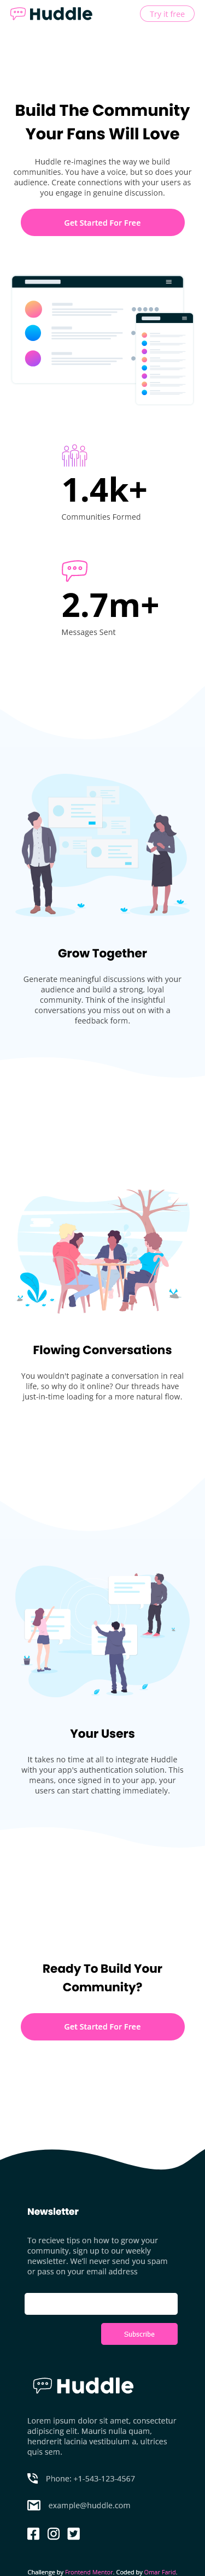 Huddle
Try it free
Build The Community
Your Fans Will Love
Huddle re-imagines the way we build
communities. You have a voice, but so does your
audience. Create connections with your users as
you engage in genuine discussion.
Get Started For Free
1.4k+
Communities Formed
2.7m+
Messages Sent
Grow Together
Generate meaningful discussions with your
audience and build a strong, loyal
community. Think of the insightful
conversations you miss out on with a
feedback form.
Flowing Conversations
You wouldn't paginate a conversation in real
life, so why do it online? Our threads have
just-in-time loading for a more natural flow.
Your Users
It takes no time at all to integrate Huddle
with your app's authentication solution. This
means, once signed in to your app, your
users can start chatting immediately.
Ready To Build Your
Community?
Get Started For Free
Newsletter
To recieve tips on how to grow your
community, sign up to our weekly
newsletter. We'll never send you spam
or pass on your email address
Subscribe
Huddle
Lorem ipsum dolor sit amet, consectetur
adipiscing elit. Mauris nulla quam,
hendrerit lacinia vestibulum a, ultrices
quis sem.
Phone: +1-543-123-4567
example@huddle.com
Challenge by Frontend Mentor. Coded by Omar Farid.